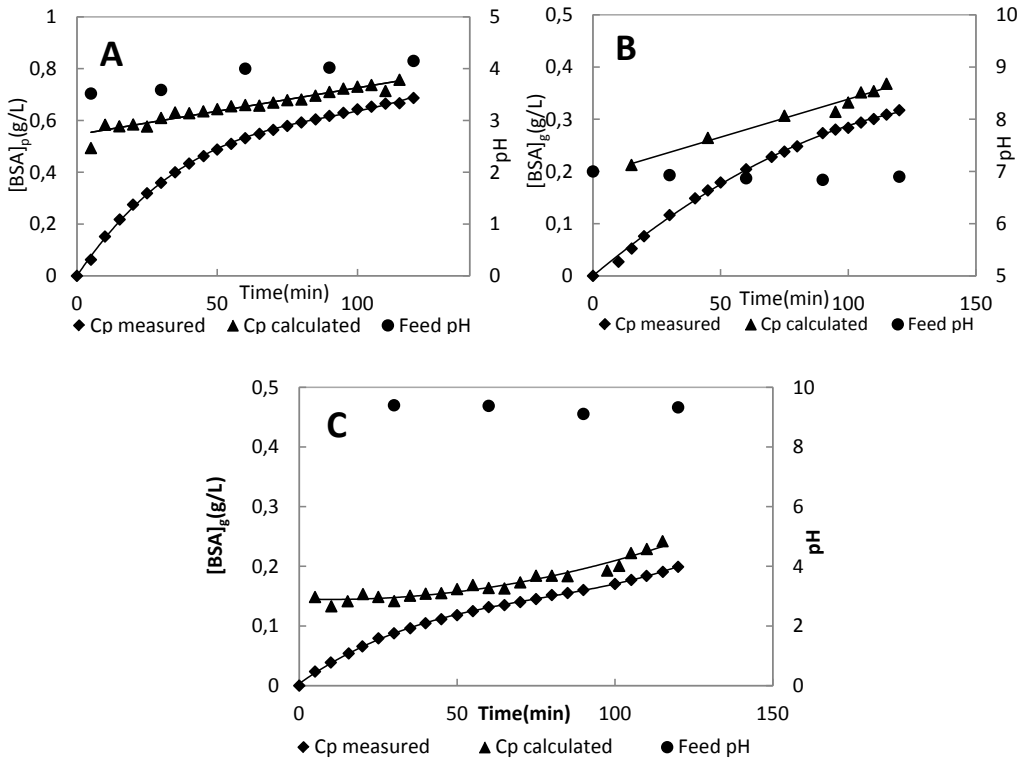 A
[BSA]p(g/L)
1
0,8
0,6
0,4
0,2
0
5
4
3
2
1
0
pH
0 50 100
Time(min)
Cp measured Cp calculated Feed pH
B
[BSA]g(g/L)
0,5
0,4
0,3
0,2
0,1
0
10
9
8
7
6
5
pH
0 50 100 150
Time(min)
Cp measured Cp calculated Feed pH
C
[BSA]g(g/L)
0,5
0,4
0,3
0,2
0,1
0
10
8
6
4
2
0
pH
0 50 Time(min) 100 150
Cp measured Cp calculated Feed pH